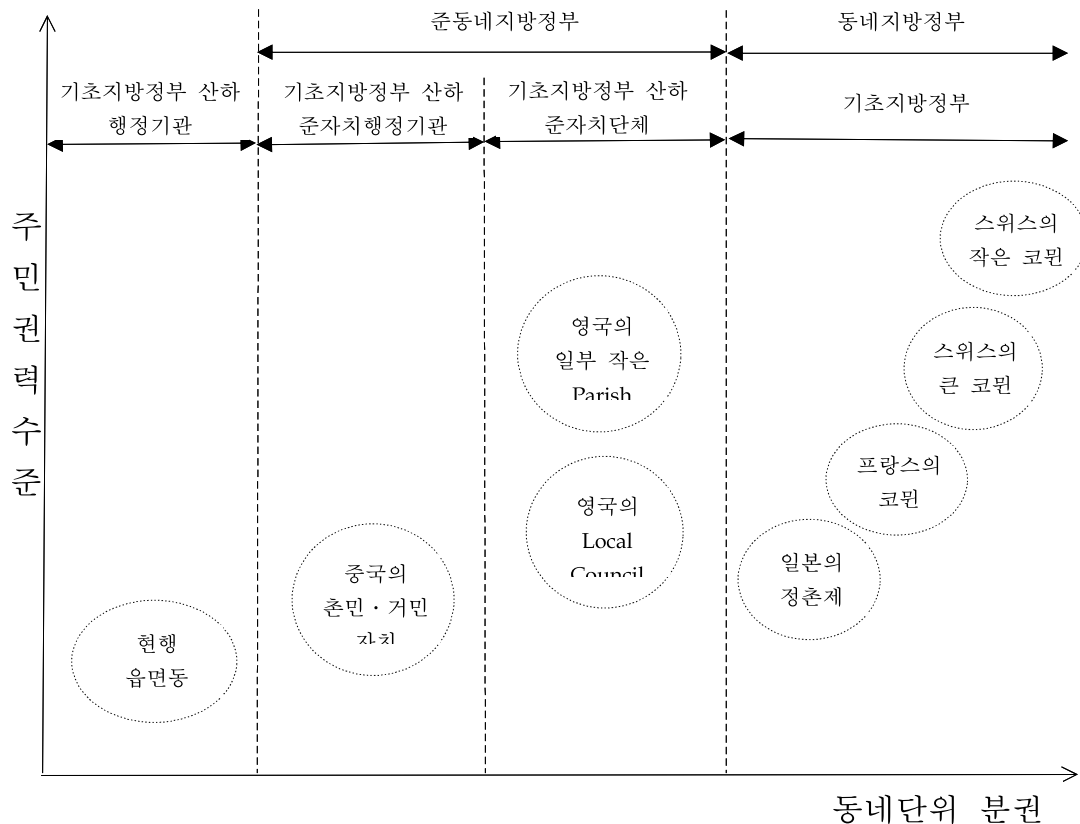 준동네지방정부
동네지방정부
기초지방정부 산하
행정기관
기초지방정부 산하
준자치행정기관
기초지방정부 산하
준자치단체
기초지방정부
주민권력수준
스위스의
작은 코뮌
영국의
일부 작은
Parish
스위스의
큰 코뮌
프랑스의
코뮌
영국의
Local
Council
일본의
정촌제
중국의
촌민·거민
자치
현행
읍면동
동네단위 분권